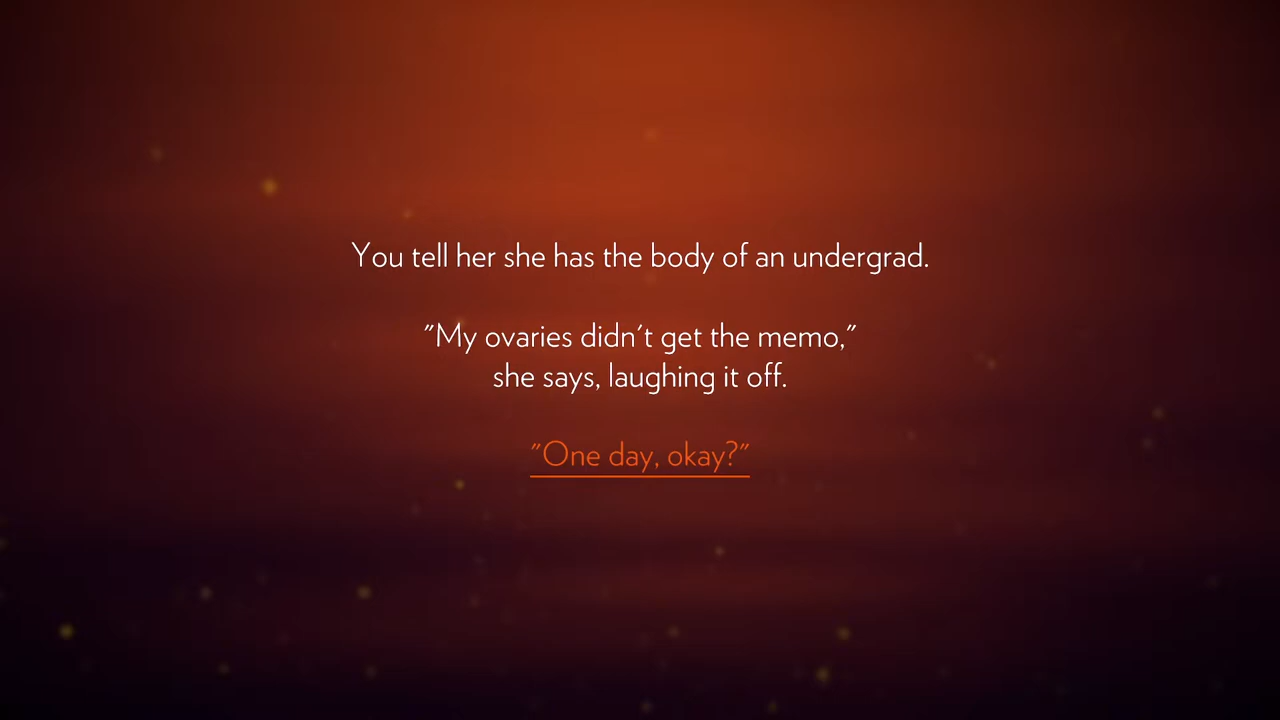 You tell her she has the body of an undergrad.
"My ovaries didn't get the memo,"
she says, laughing it off.
"One day, okay?"